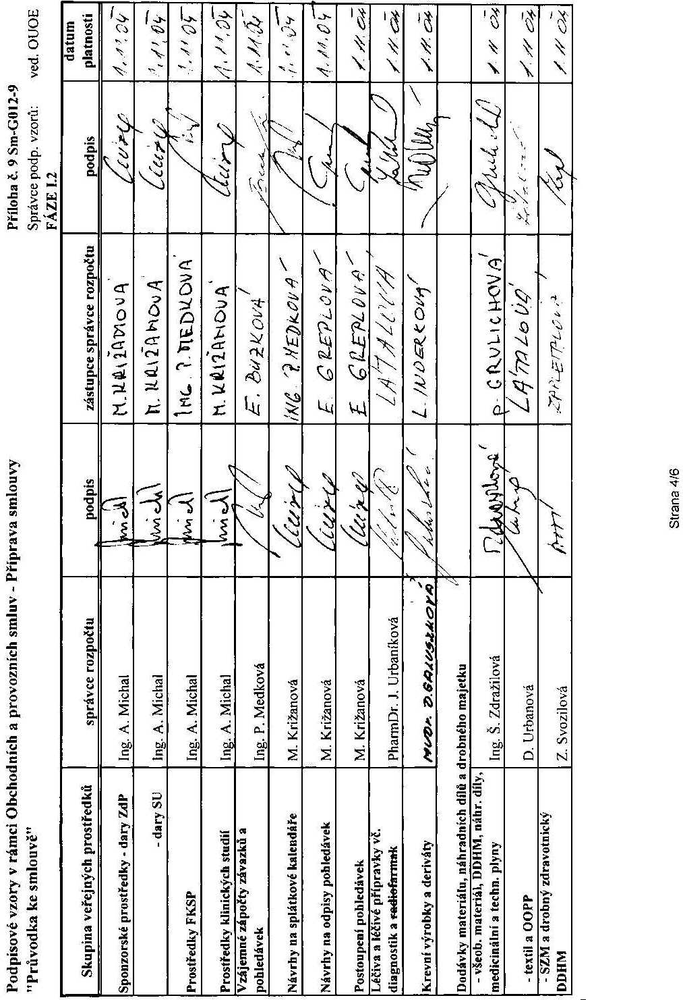 Podpisové vzory v rámci Obchodních a provozních smluv - Příprava smlouvy
"Průvodka ke smlouvě"
Příloha č. 9 Sm-G012-9
Správce podp. vzorů: ved. OUOE
FÁZE I.2
Skupina veřejných prostředků správce rozpočtu podpis zástupce správce rozpočtu podpis datum platnosti
Sponzorské prostředky - dary ZdP Ing. A. Michal M. KRIŽANOVÁ 1.11.04
- dary SU Ing. A. Michal M. KRIŽANOVÁ 1.11.04
Prostředky FKSP Ing. A. Michal ING. P. MEDKOVÁ 1.11.04
Prostředky klinických studií Ing. A. Michal M. KRIŽANOVÁ 1.11.04
Vzájemné zápočty závazků a
pohledávek Ing. P. Medková E. BUZKOVÁ 1.11.04
Návrhy na splátkové kalendáře M. Križanová ING. P. MEDKOVÁ 1.11.04
Návrhy na odpisy pohledávek M. Križanová E. GREPLOVÁ 1.11.04
Postoupení pohledávek M. Križanová E. GREPLOVÁ 1.11.04
Léčiva a léčivé přípravky vč.
diagnostik a radiofarmak PharmDr. J. Urbaníková LÁTALOVÁ 1.11.04
Krevní výrobky a deriváty MUDr. D. GALUSZKOVÁ L. INDERKOVÁ 1.11.04
Dodávky materiálu, náhradních dílů a drobného majetku
- všeob. materiál, DDHM, náhr. díly,
medicinální a techn. plyny Ing. Š. Zdražilová P. GRULICHOVÁ 1.11.04
- textil a OOPP D. Urbanová LÁTALOVÁ 1.11.04
- SZM a drobný zdravotnický
DDHM Z. Svozilová 1.11.04
Strana 4/6